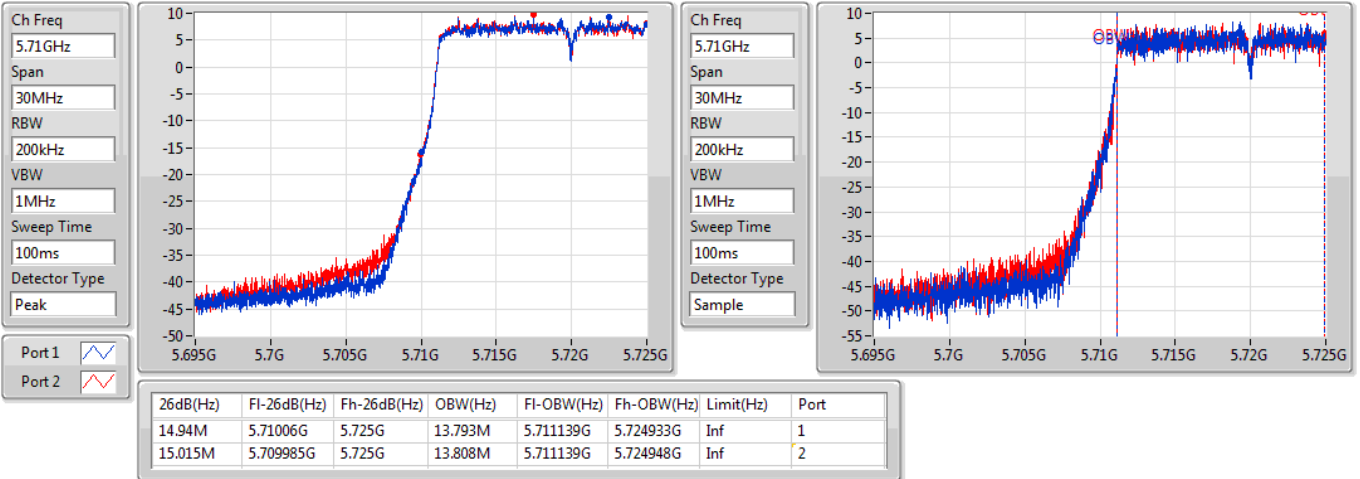 Ch Freq
5.71GHz
Span
30MHz
RBW
200kHz
VBW
1MHz
Sweep Time
100ms
Detector Type
Peak
Port 1
Port 2
10
5
0
-5
-10
-15
-20
-25
-30
-35
-40
-45
-50
5.695G 5.7G 5.705G 5.71G 5.715G 5.72G 5.725G
Ch Freq
5.71GHz
Span
30MHz
RBW
200kHz
VBW
1MHz
Sweep Time
100ms
Detector Type
Sample
10
5
0
-5
-10
-15
-20
-25
-30
-35
-40
-45
-50
-55
5.695G 5.7G 5.705G 5.71G 5.715G 5.72G 5.725G
26dB(Hz) Fl-26dB(Hz) Fh-26dB(Hz) OBW(Hz) Fl-OBW(Hz) Fh-OBW(Hz) Limit(Hz) Port
14.94M 5.71006G 5.725G 13.793M 5.711139G 5.724933G Inf 1
15.015M 5.709985G 5.725G 13.808M 5.711139G 5.724948G Inf 2